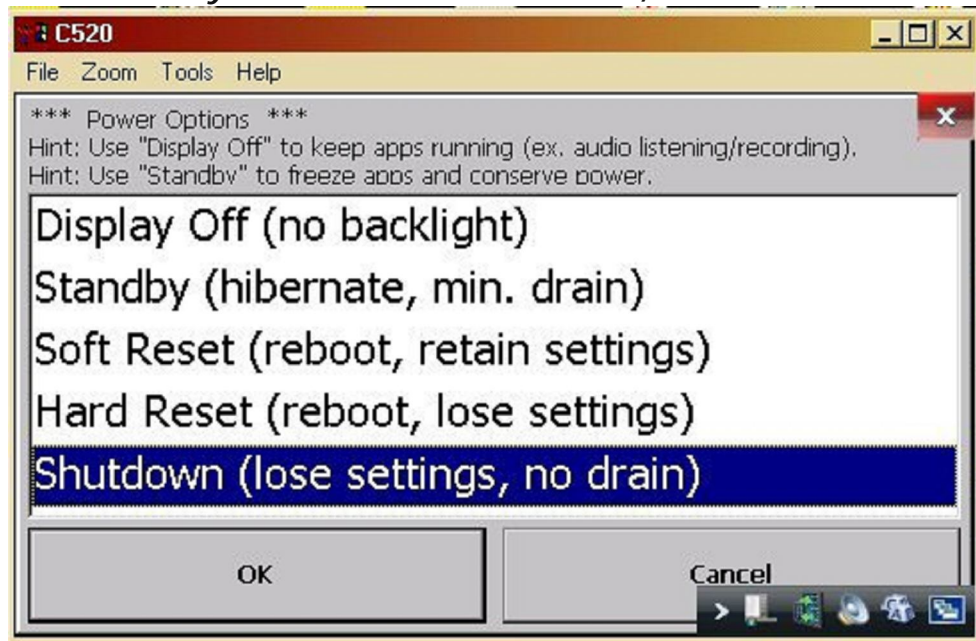 C520
File Zoom Tools Help
*** Power Options ***
Hint: Use "Display Off" to keep apps running (ex. audio listening/recording).
Hint: Use "Standby" to freeze apps and conserve power.
Display Off (no backlight)
Standby (hibernate, min. drain)
Soft Reset (reboot, retain settings)
Hard Reset (reboot, lose settings)
Shutdown (lose settings, no drain)
OK Cancel